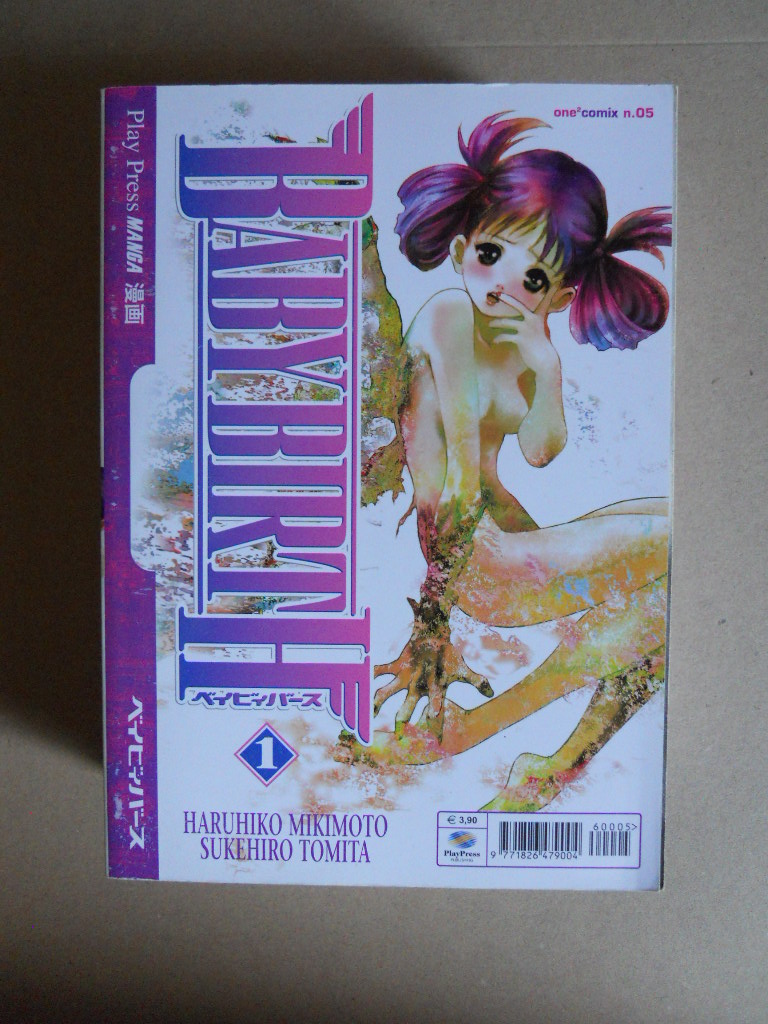 one²comix n.05
Play Press MANGA 漫画
BABYBIRTH
ベイビィバース
1
ベイビィバース
HARUHIKO MIKIMOTO
SUKEHIRO TOMITA
€ 3,90
PlayPress
60005>
9 771826 479004